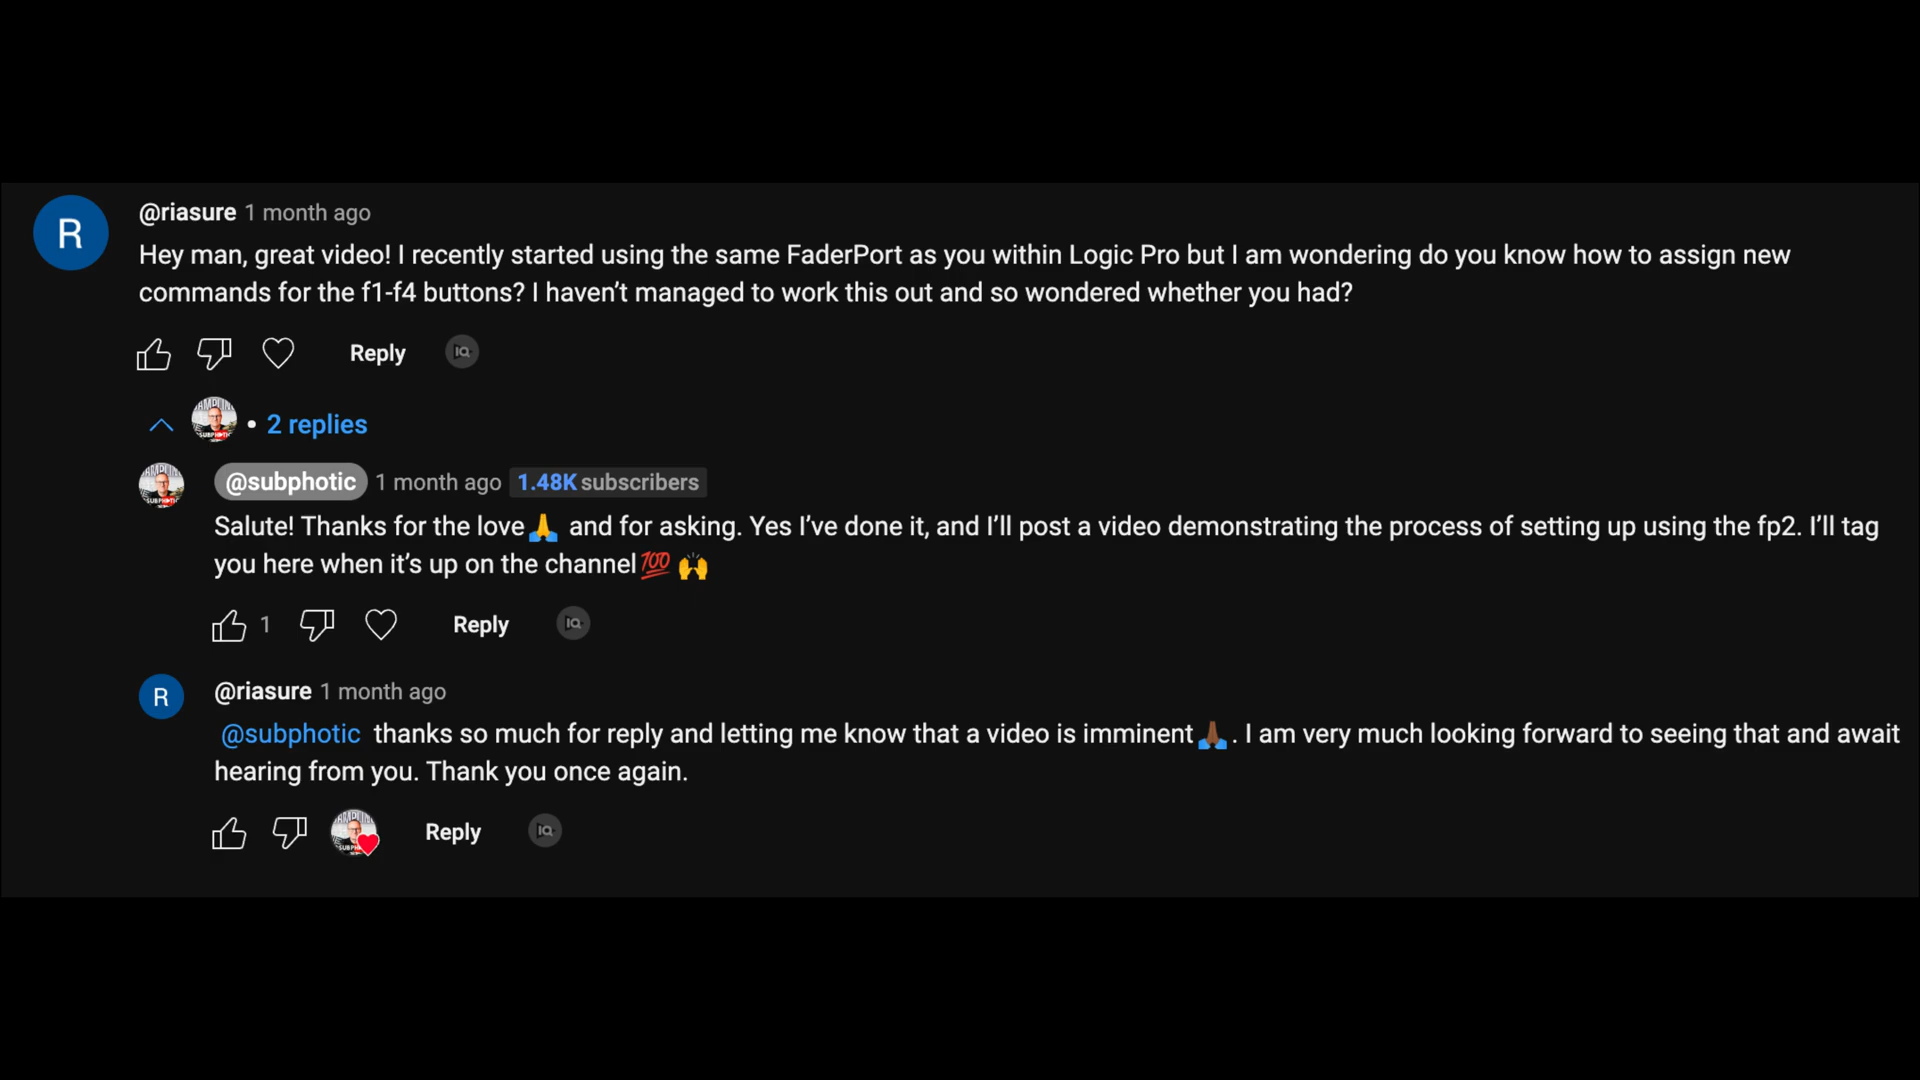 R
@riasure 1 month ago
Hey man, great video! I recently started using the same FaderPort as you within Logic Pro but I am wondering do you know how to assign new
commands for the f1-f4 buttons? I haven't managed to work this out and so wondered whether you had?
Reply IQ
• 2 replies
@subphotic 1 month ago 1.48K subscribers
Salute! Thanks for the love🙏 and for asking. Yes I've done it, and I'll post a video demonstrating the process of setting up using the fp2. I'll tag
you here when it's up on the channel💯 🙌
1 Reply IQ
R
@riasure 1 month ago
@subphotic thanks so much for reply and letting me know that a video is imminent🙏🏾. I am very much looking forward to seeing that and await
hearing from you. Thank you once again.
Reply IQ